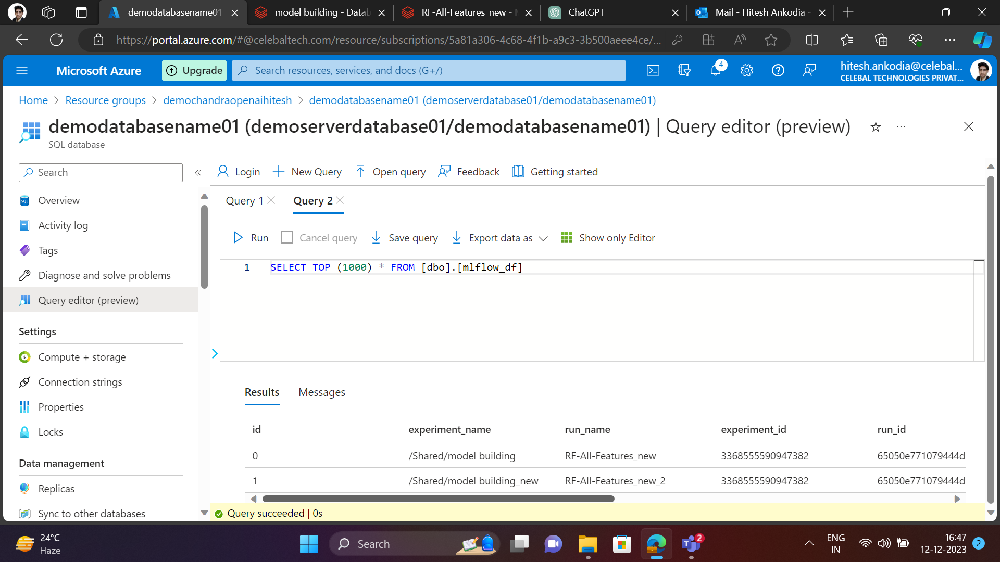 demodatabasename01
model building - Datab
RF-All-Features_new - M
ChatGPT
Mail - Hitesh Ankodia -
https://portal.azure.com/#@celebaltech.com/resource/subscriptions/5a81a306-4c68-4f1b-a9c3-3b500aeee4ce/...
Microsoft Azure
Upgrade
Search resources, services, and docs (G+/)
4
hitesh.ankodia@celebal...
CELEBAL TECHNOLOGIES PRIVAT...
Home > Resource groups > demochandraopenaihitesh > demodatabasename01 (demoserverdatabase01/demodatabasename01)
demodatabasename01 (demoserverdatabase01/demodatabasename01) | Query editor (preview)
SQL database
Search
Login
New Query
Open query
Feedback
Getting started
Overview
Activity log
Tags
Diagnose and solve problems
Query editor (preview)
Settings
Compute + storage
Connection strings
Properties
Locks
Data management
Replicas
Sync to other databases
Query 1
Query 2
Run
Cancel query
Save query
Export data as
Show only Editor
1 SELECT TOP (1000) * FROM [dbo].[mlflow_df]
Results
Messages
id experiment_name run_name experiment_id run_id
0 /Shared/model building RF-All-Features_new 3368555590947382 65050e771079444d
1 /Shared/model building_new RF-All-Features_new_2 3368555590947382 65050e771079444d
Query succeeded | 0s
24°C
Haze
Search
2
ENG
IN
16:47
12-12-2023
2